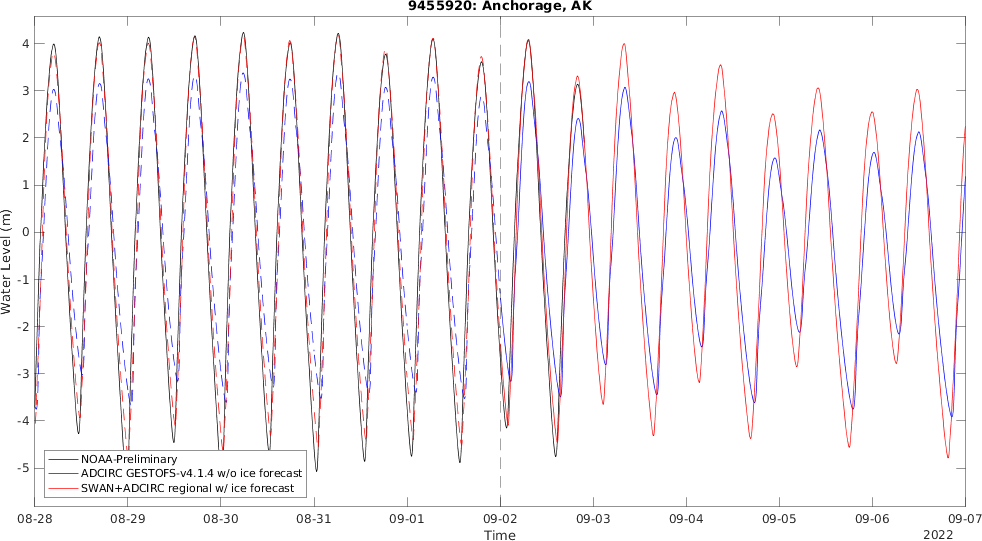 9455920: Anchorage, AK
Water Level (m)
4
3
2
1
0
-1
-2
-3
-4
-5
NOAA-Preliminary
ADCIRC GESTOFS-v4.1.4 w/o ice forecast
SWAN+ADCIRC regional w/ ice forecast
08-28 08-29 08-30 08-31 09-01 09-02 09-03 09-04 09-05 09-06 09-07
Time
2022